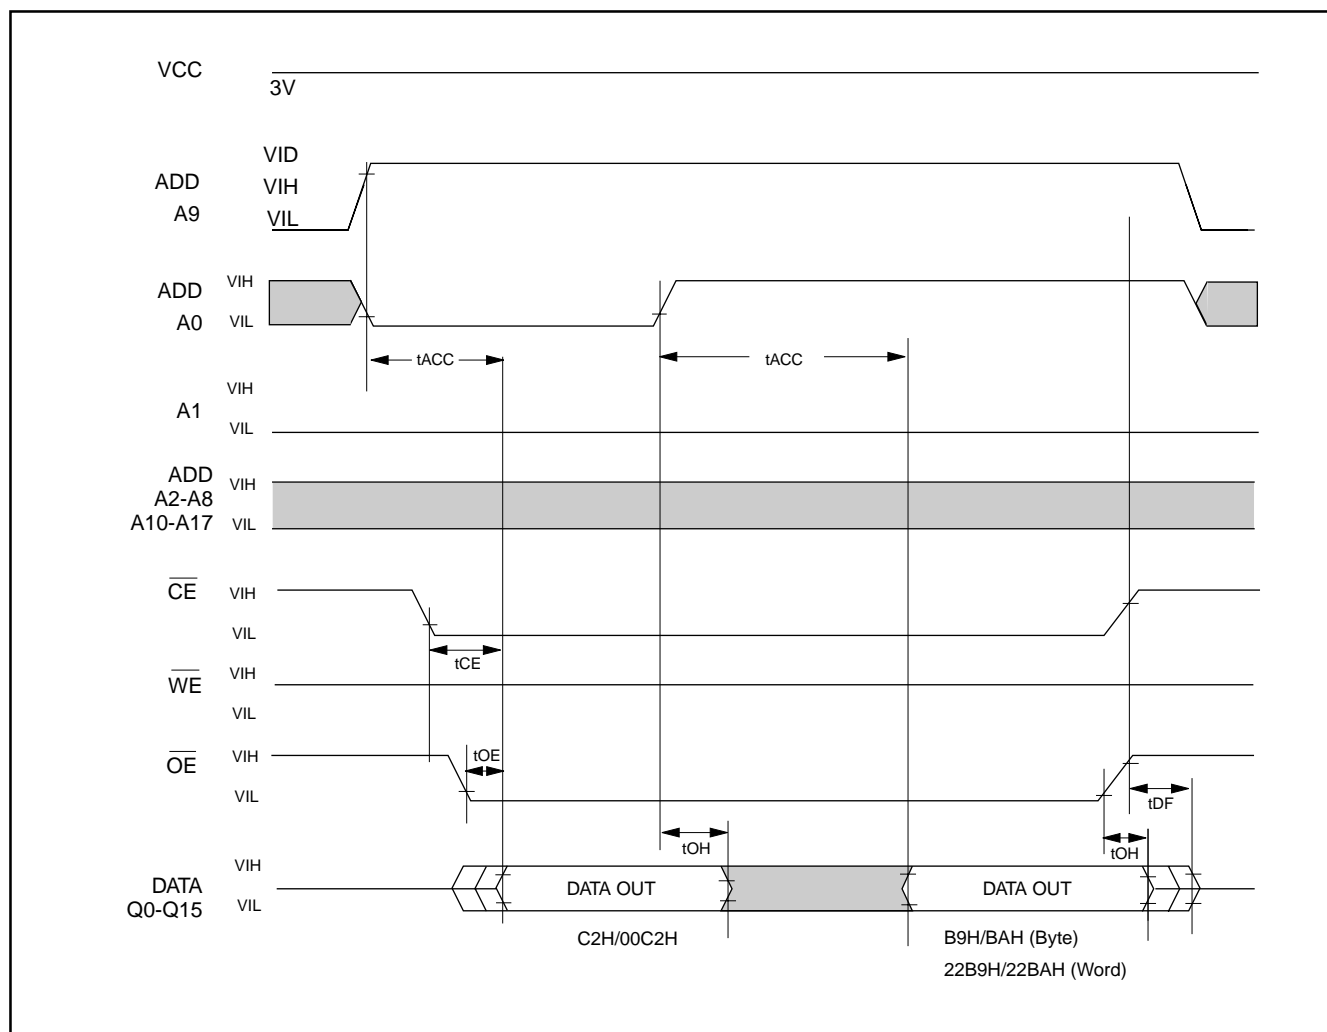 VCC
3V
VID
ADD
VIH
A9
VIL
VIH
ADD
A0
VIL
tACC
tACC
VIH
A1
VIL
ADD
VIH
A2-A8
A10-A17
VIL
CE
VIH
VIL
tCE
WE
VIH
VIL
OE
VIH
tOE
VIL
tDF
tOH
tOH
VIH
DATA
DATA OUT
DATA OUT
Q0-Q15
VIL
C2H/00C2H
B9H/BAH (Byte)
22B9H/22BAH (Word)